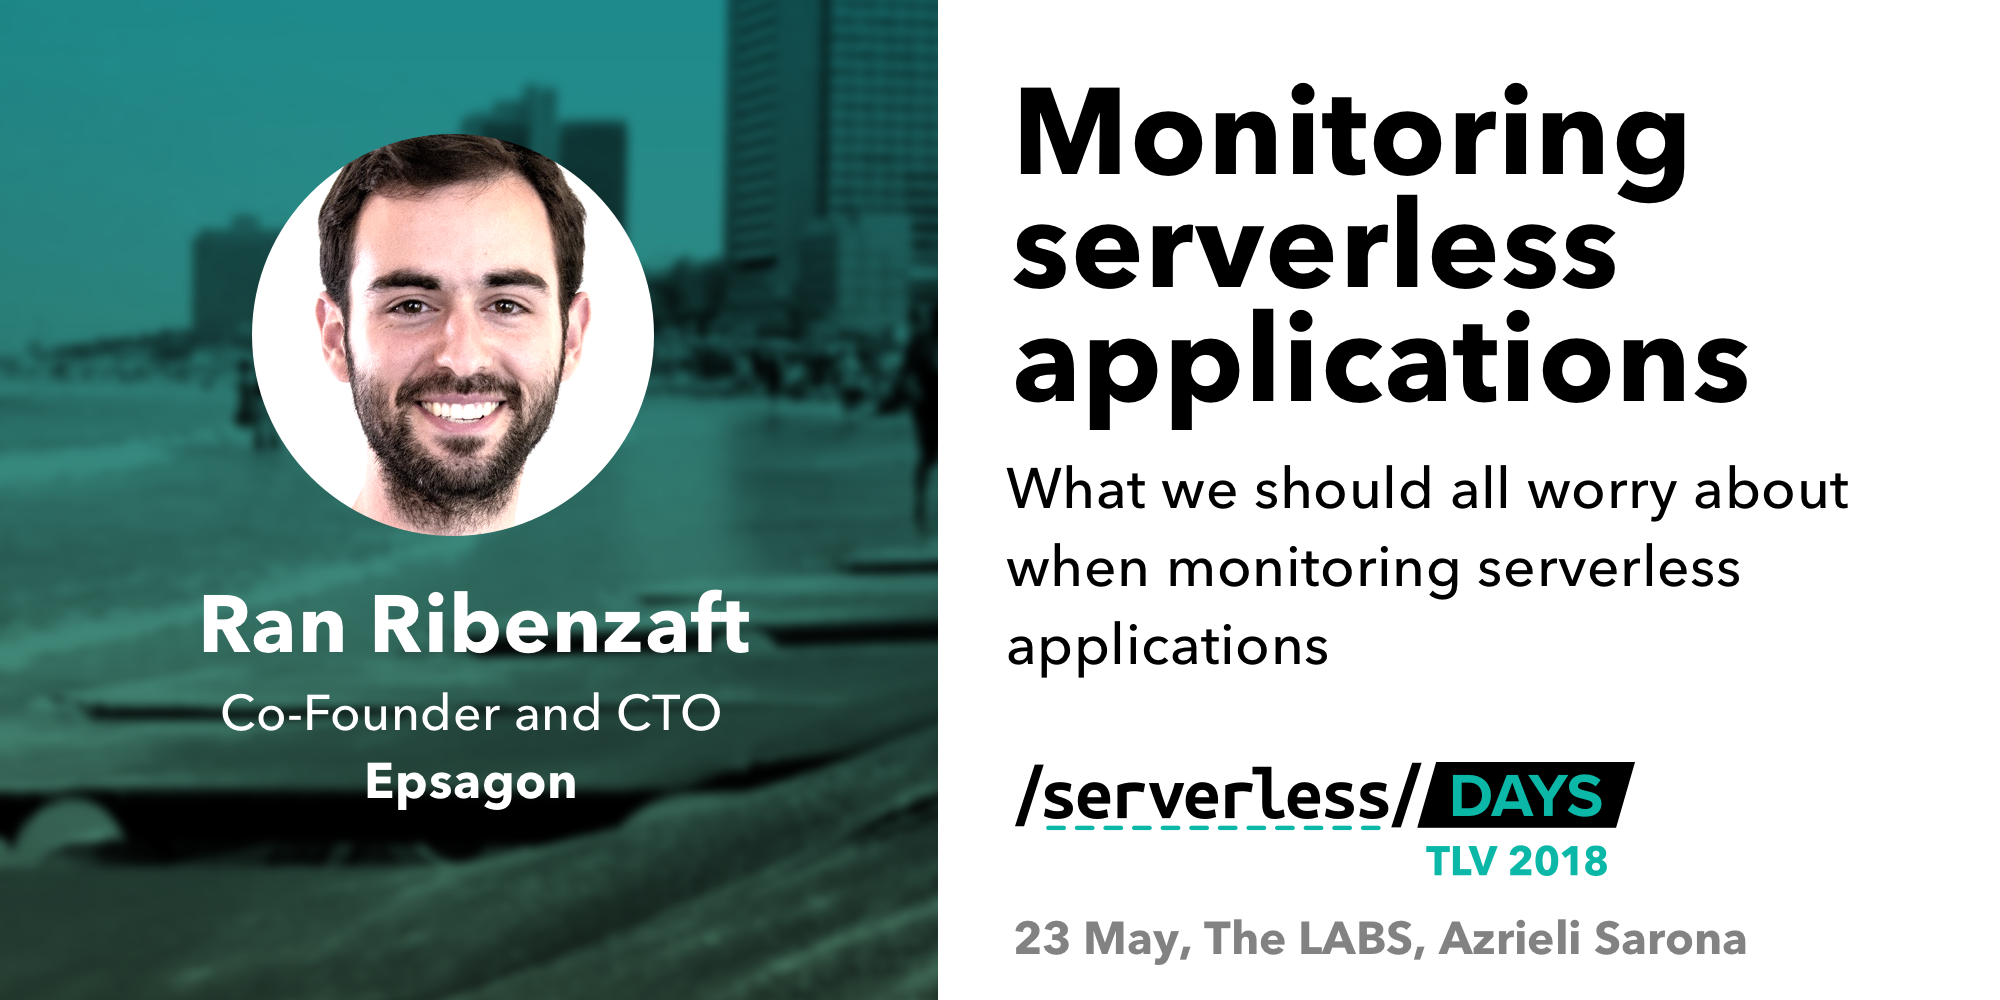 Ran Ribenzaft
Co-Founder and CTO
Epsagon
Monitoring
serverless
applications
What we should all worry about
when monitoring serverless
applications
/serverless/ DAYS
TLV 2018
23 May, The LABS, Azrieli Sarona